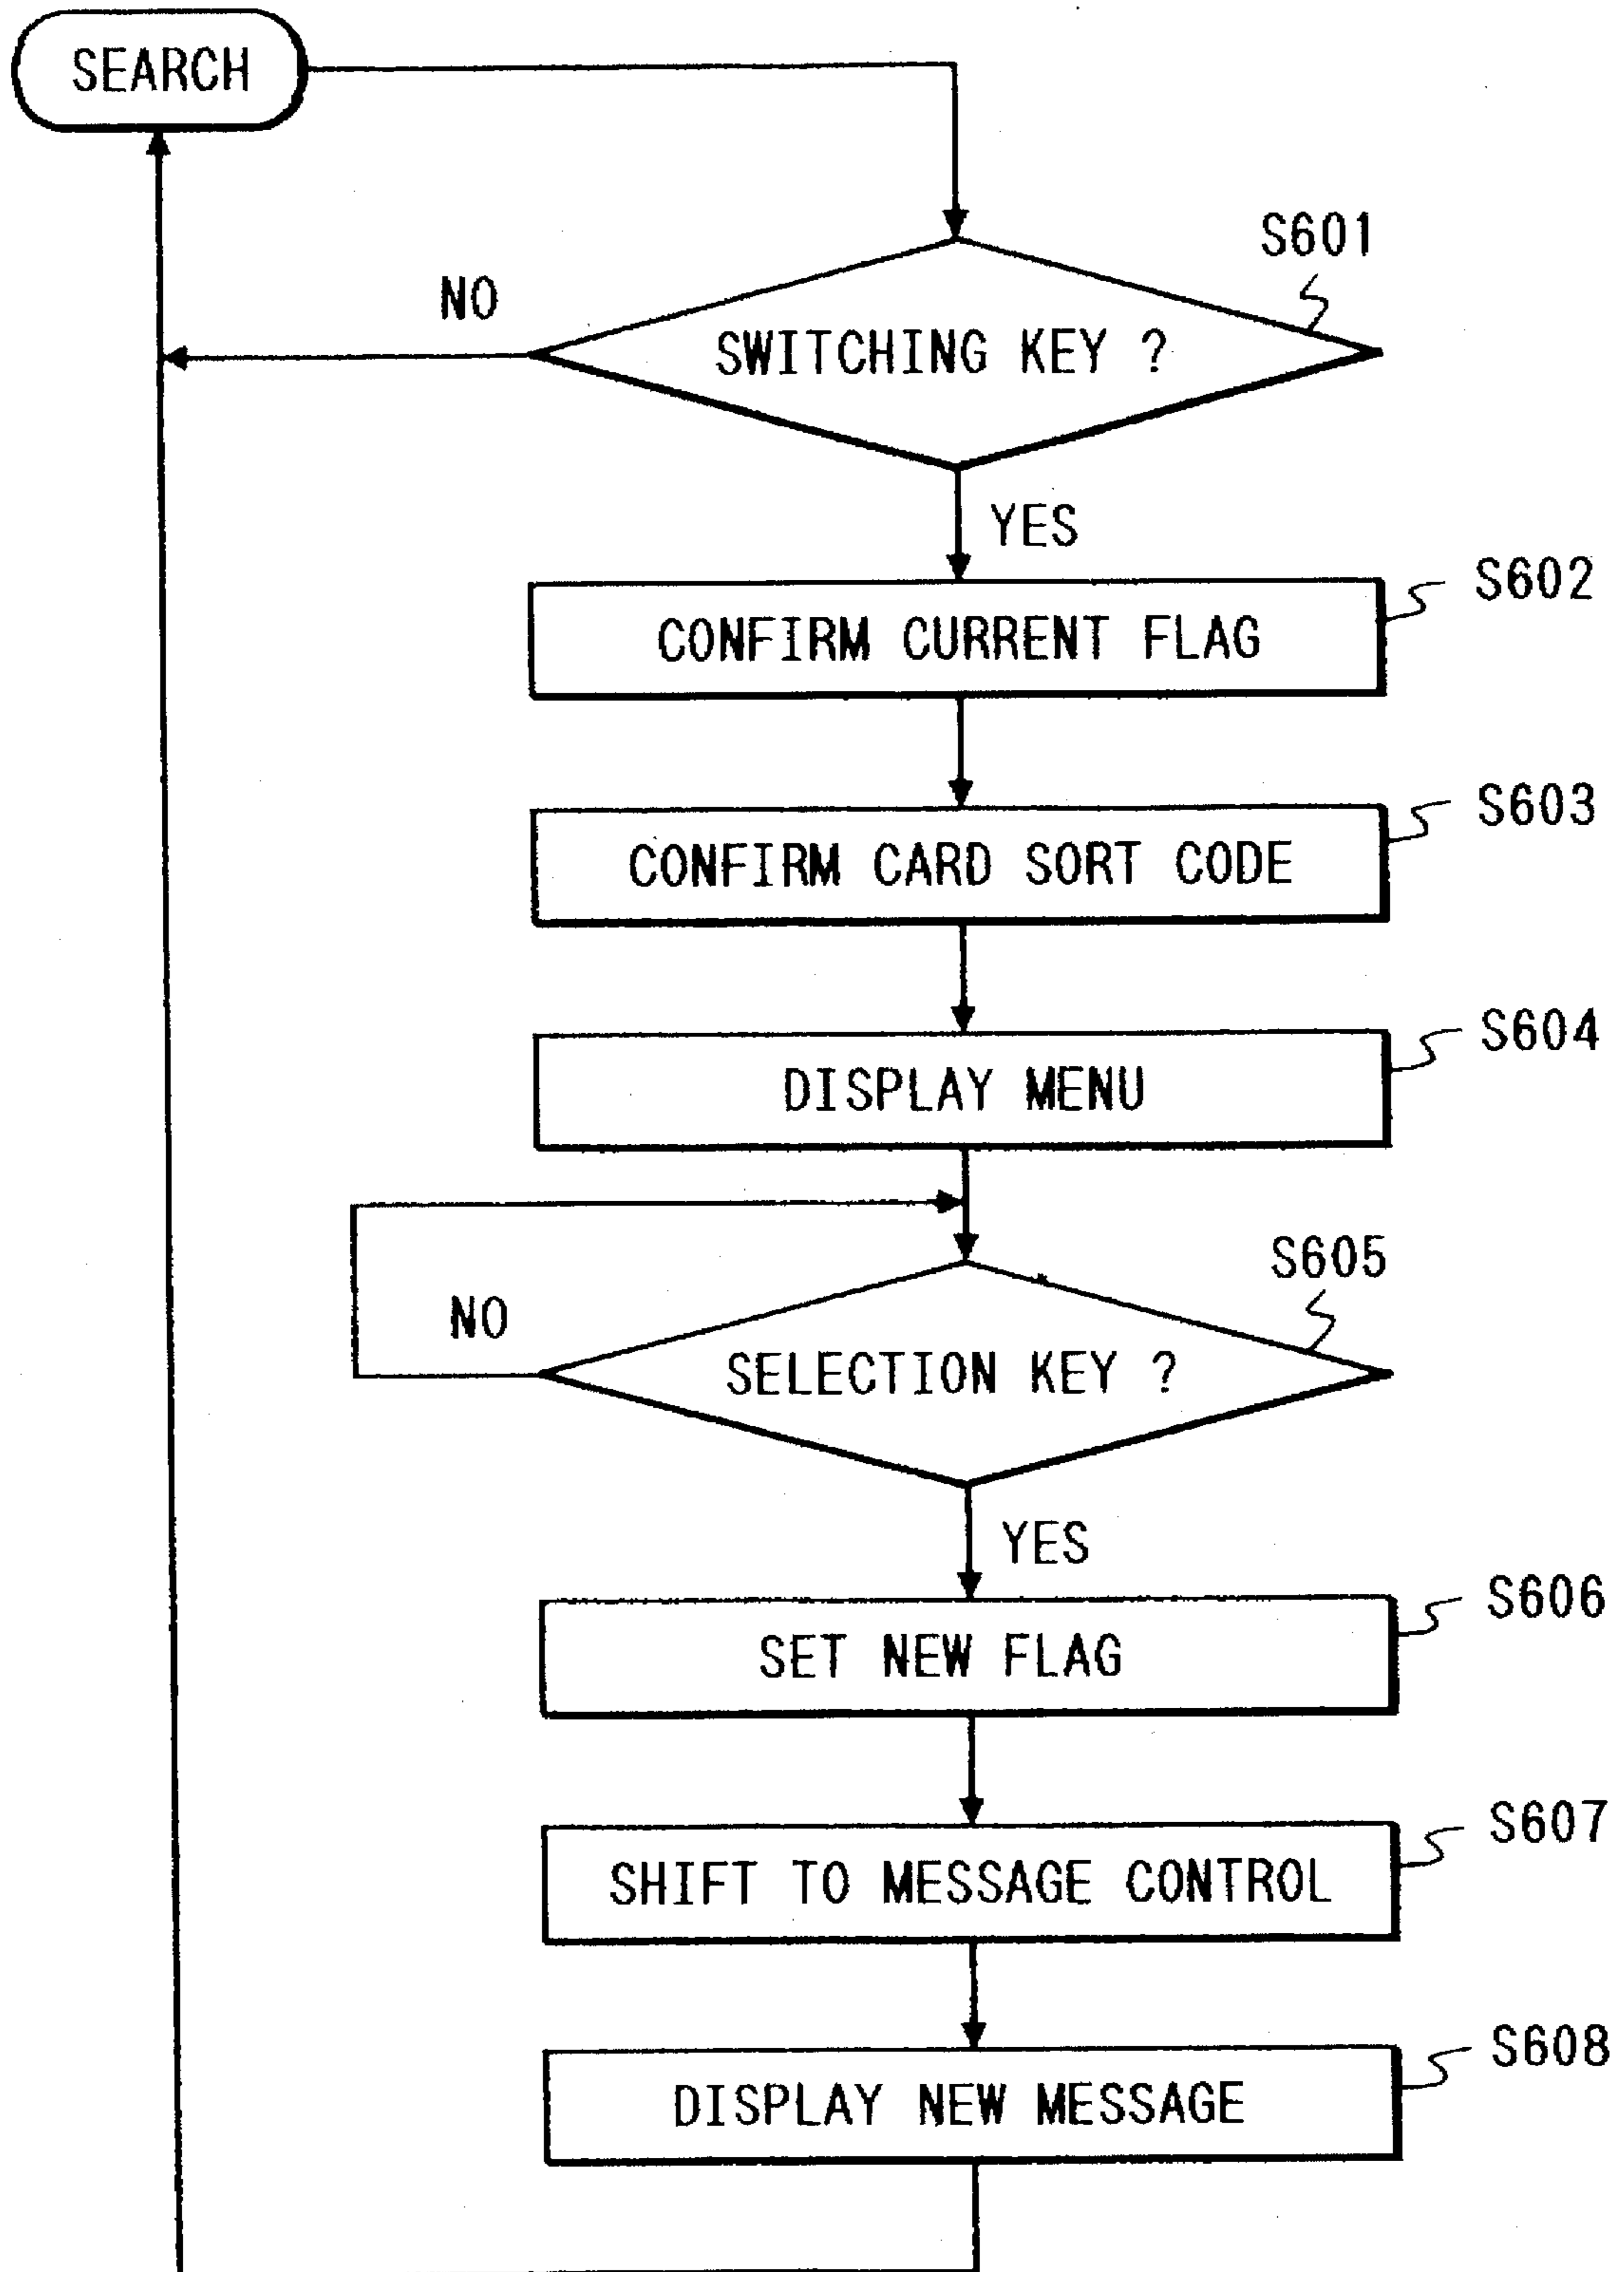 SEARCH
S601
NO
SWITCHING KEY ?
YES
S602
CONFIRM CURRENT FLAG
S603
CONFIRM CARD SORT CODE
S604
DISPLAY MENU
S605
NO
SELECTION KEY ?
YES
S606
SET NEW FLAG
S607
SHIFT TO MESSAGE CONTROL
S608
DISPLAY NEW MESSAGE